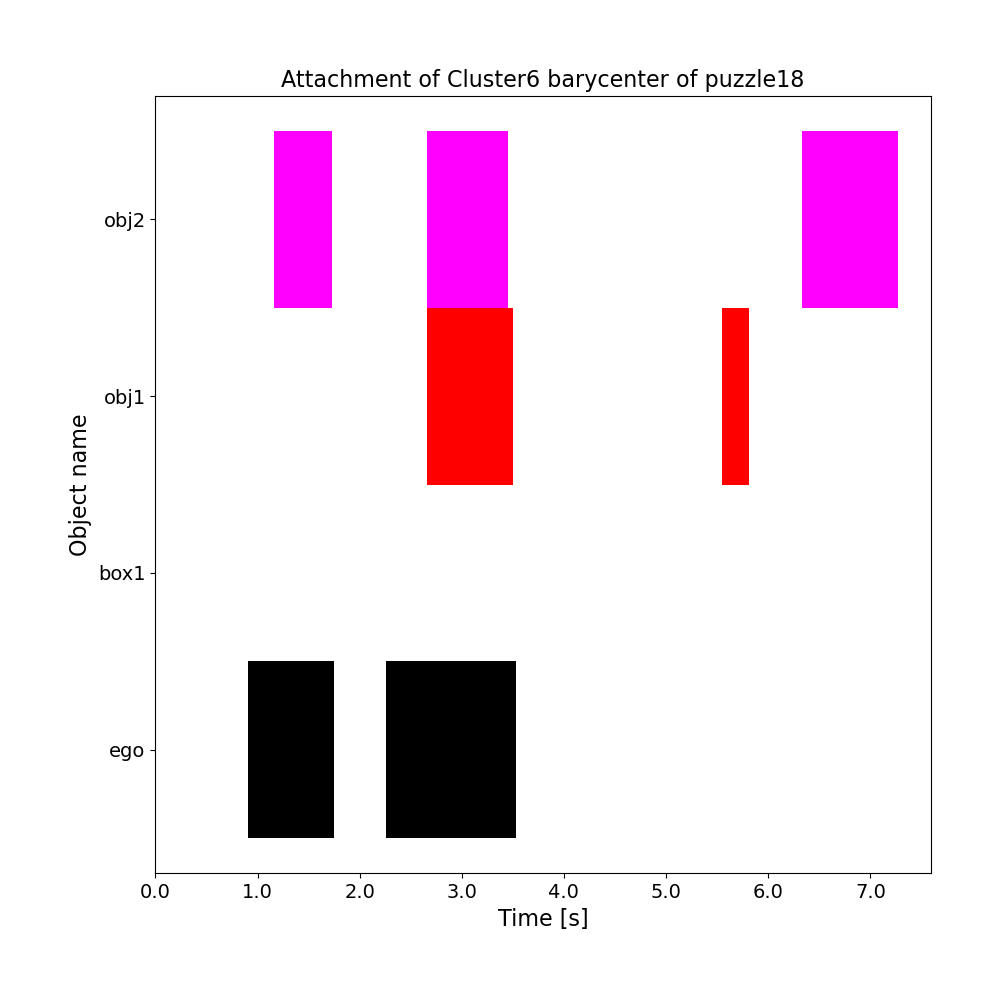 Attachment of Cluster6 barycenter of puzzle18
obj2
obj1
box1
ego
Object name
0.0 1.0 2.0 3.0 4.0 5.0 6.0 7.0
Time [s]